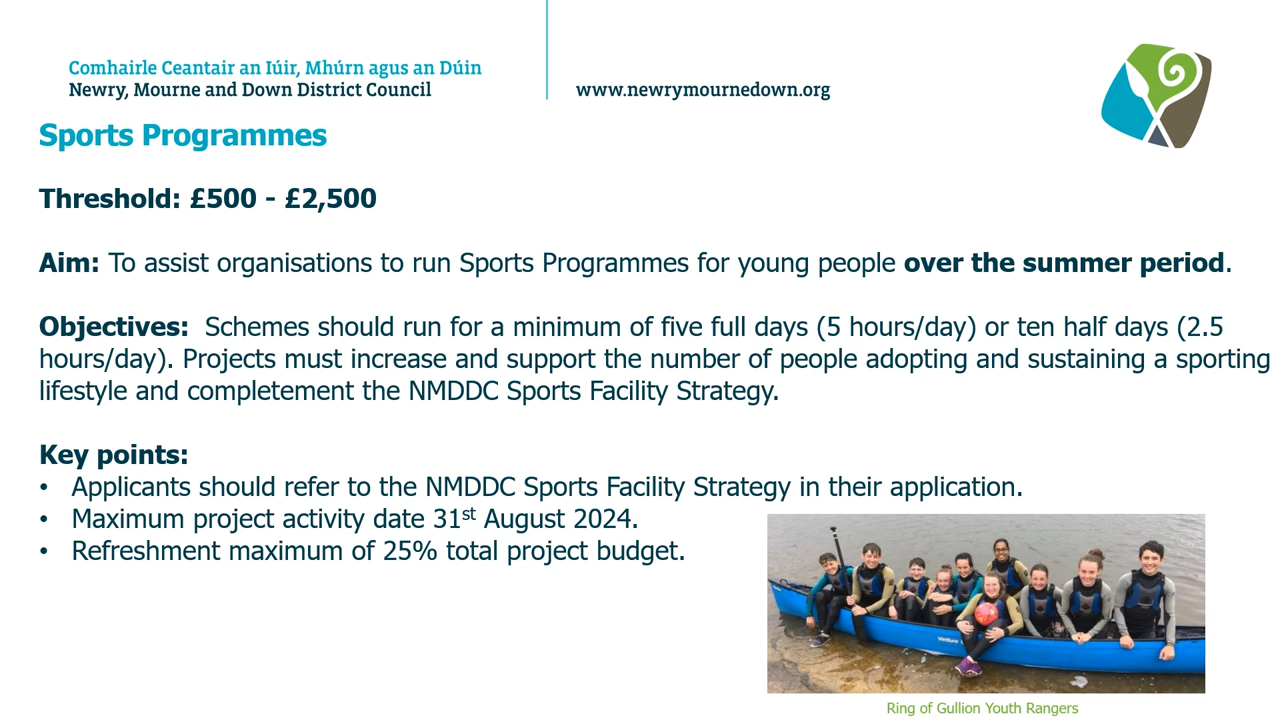 Comhairle Ceantair an Iúir, Mhúrn agus an Dúin
Newry, Mourne and Down District Council
www.newrymournedown.org
Sports Programmes
Threshold: £500 - £2,500
Aim: To assist organisations to run Sports Programmes for young people over the summer period.
Objectives: Schemes should run for a minimum of five full days (5 hours/day) or ten half days (2.5
hours/day). Projects must increase and support the number of people adopting and sustaining a sporting
lifestyle and completement the NMDDC Sports Facility Strategy.
Key points:
• Applicants should refer to the NMDDC Sports Facility Strategy in their application.
• Maximum project activity date 31st August 2024.
• Refreshment maximum of 25% total project budget.
Venture
Ring of Gullion Youth Rangers